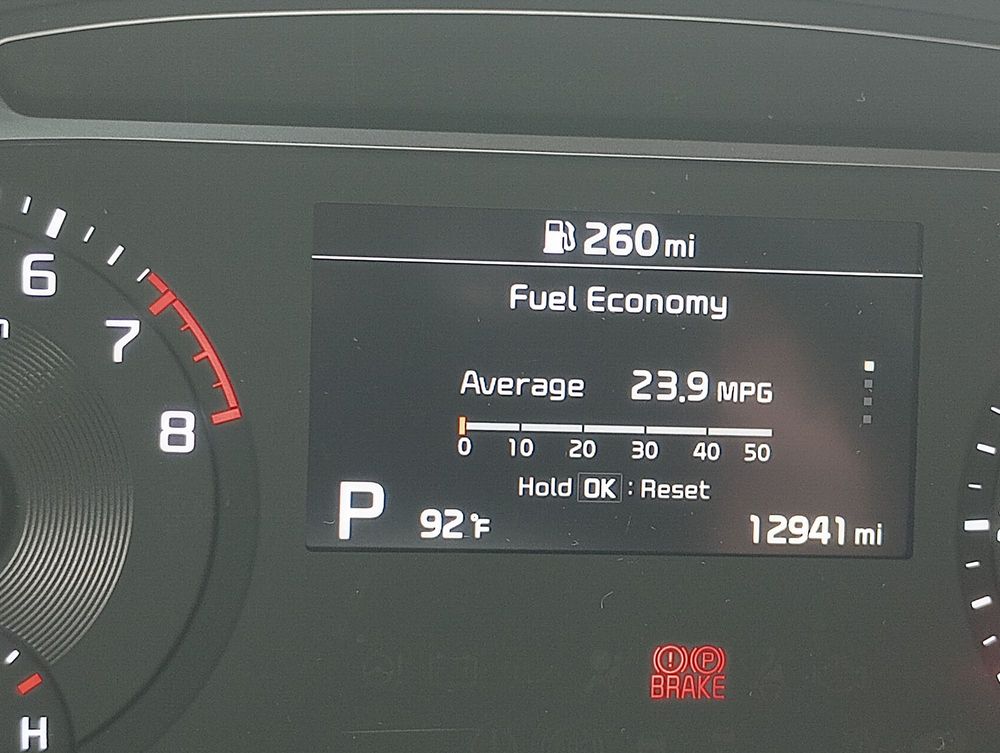 260 mi
6
Fuel Economy
7
Average 23.9 MPG
8
0 10 20 30 40 50
Hold OK : Reset
P 92°F 12941 mi
(!) (P)
BRAKE
H